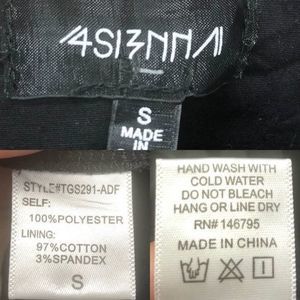 4SI3NNA
S
MADE
IN
STYLE#TGS291-ADF
SELF:
100%POLYESTER
LINING:
97%COTTON
3%SPANDEX
S
HAND WASH WITH
COLD WATER
DO NOT BLEACH
HANG OR LINE DRY
RN#146795
MADE IN CHINA